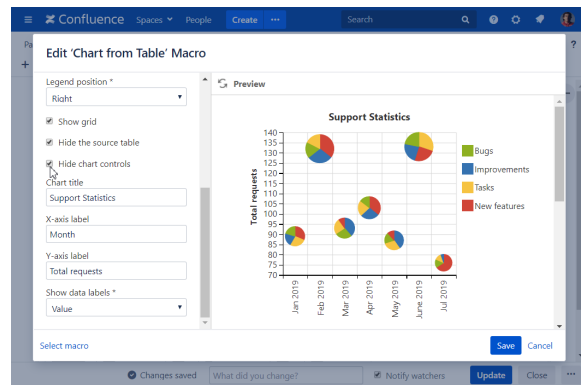 Confluence Spaces People Create ••• Search
Pa
Edit 'Chart from Table' Macro
?
Legend position *
Right
Show grid
Hide the source table
Hide chart controls
Chart title
Support Statistics
X-axis label
Month
Y-axis label
Total requests
Show data labels *
Value
Preview
Support Statistics
Total requests
140
135
130
125
120
115
110
105
100
95
90
85
80
75
70
Jan 2019
Feb 2019
Mar 2019
Apr 2019
May 2019
June 2019
Jul 2019
Bugs
Improvements
Tasks
New features
Select macro
Save Cancel
Changes saved What did you change? Notify watchers Update Close •••